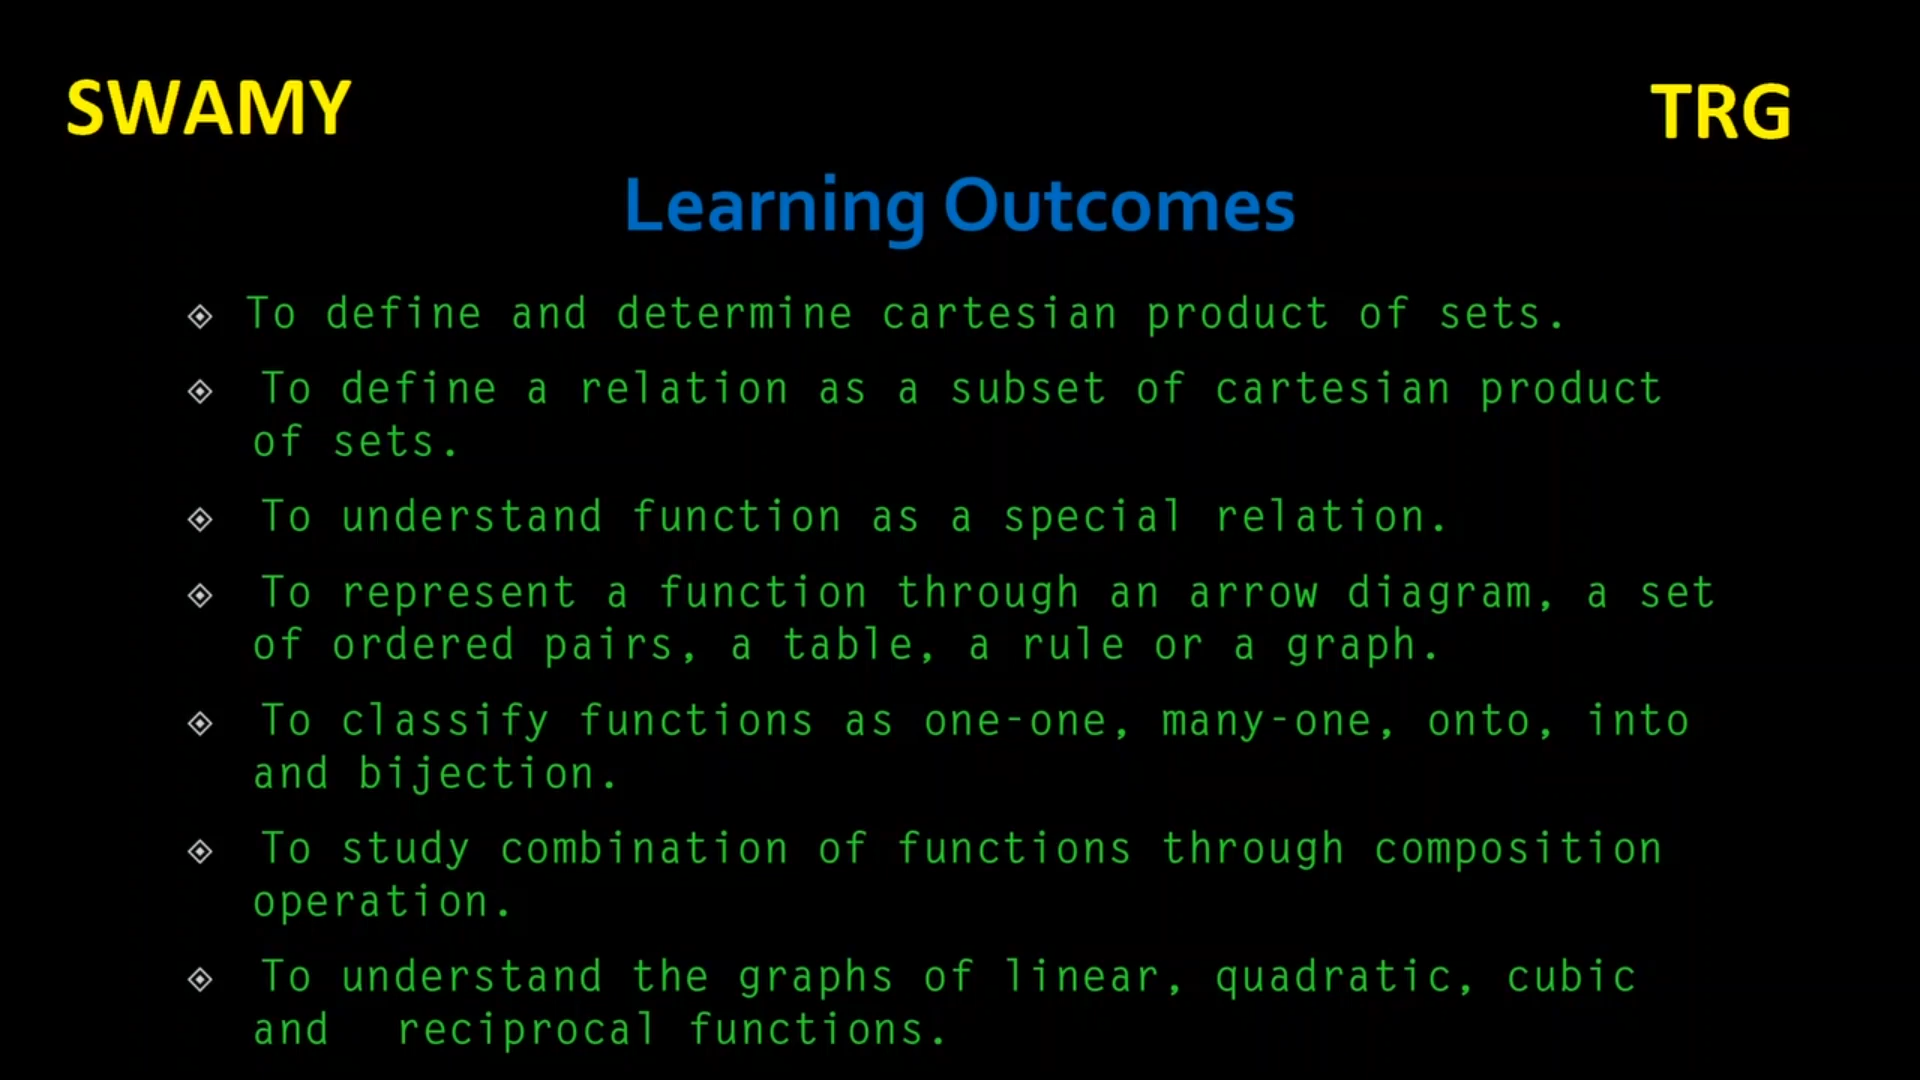 SWAMY TRG
Learning Outcomes
To define and determine cartesian product of sets.
To define a relation as a subset of cartesian product
of sets.
To understand function as a special relation.
To represent a function through an arrow diagram, a set
of ordered pairs, a table, a rule or a graph.
To classify functions as one-one, many-one, onto, into
and bijection.
To study combination of functions through composition
operation.
To understand the graphs of linear, quadratic, cubic
and reciprocal functions.